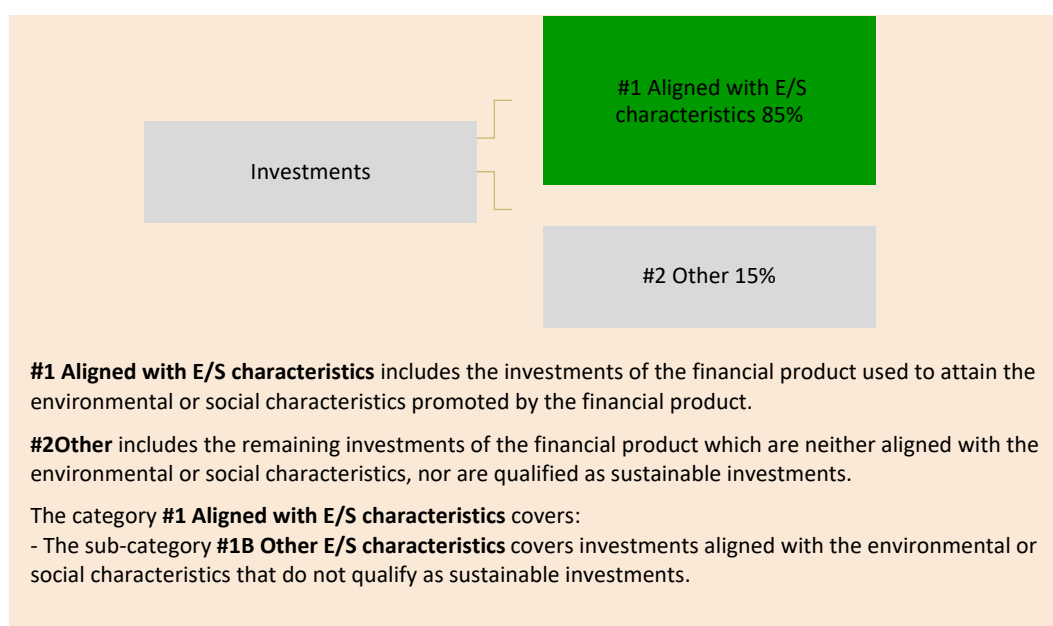 #1 Aligned with E/S
characteristics 85%
Investments
#2 Other 15%
#1 Aligned with E/S characteristics includes the investments of the financial product used to attain the
environmental or social characteristics promoted by the financial product.
#2Other includes the remaining investments of the financial product which are neither aligned with the
environmental or social characteristics, nor are qualified as sustainable investments.
The category #1 Aligned with E/S characteristics covers:
- The sub-category #1B Other E/S characteristics covers investments aligned with the environmental or
social characteristics that do not qualify as sustainable investments.